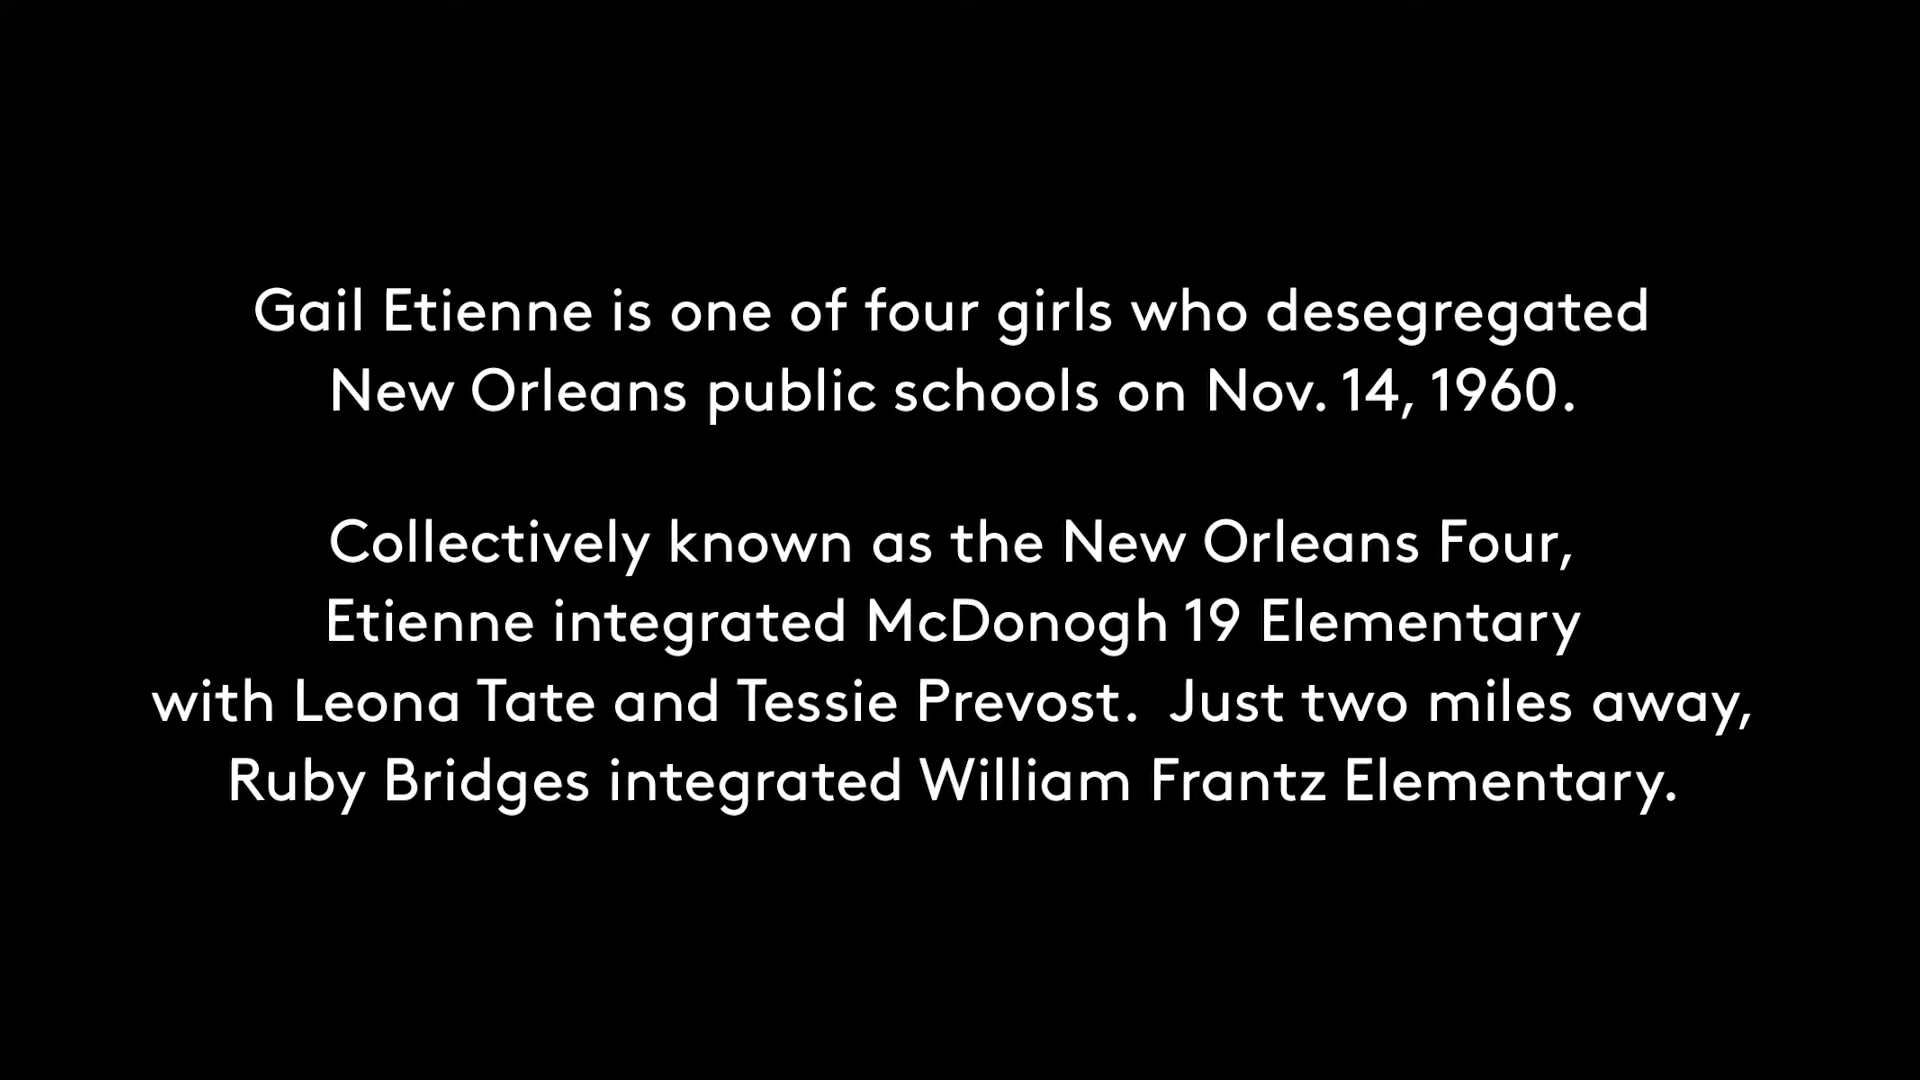 Gail Etienne is one of four girls who desegregated
New Orleans public schools on Nov. 14, 1960.
Collectively known as the New Orleans Four,
Etienne integrated McDonogh 19 Elementary
with Leona Tate and Tessie Prevost.  Just two miles away,
Ruby Bridges integrated William Frantz Elementary.